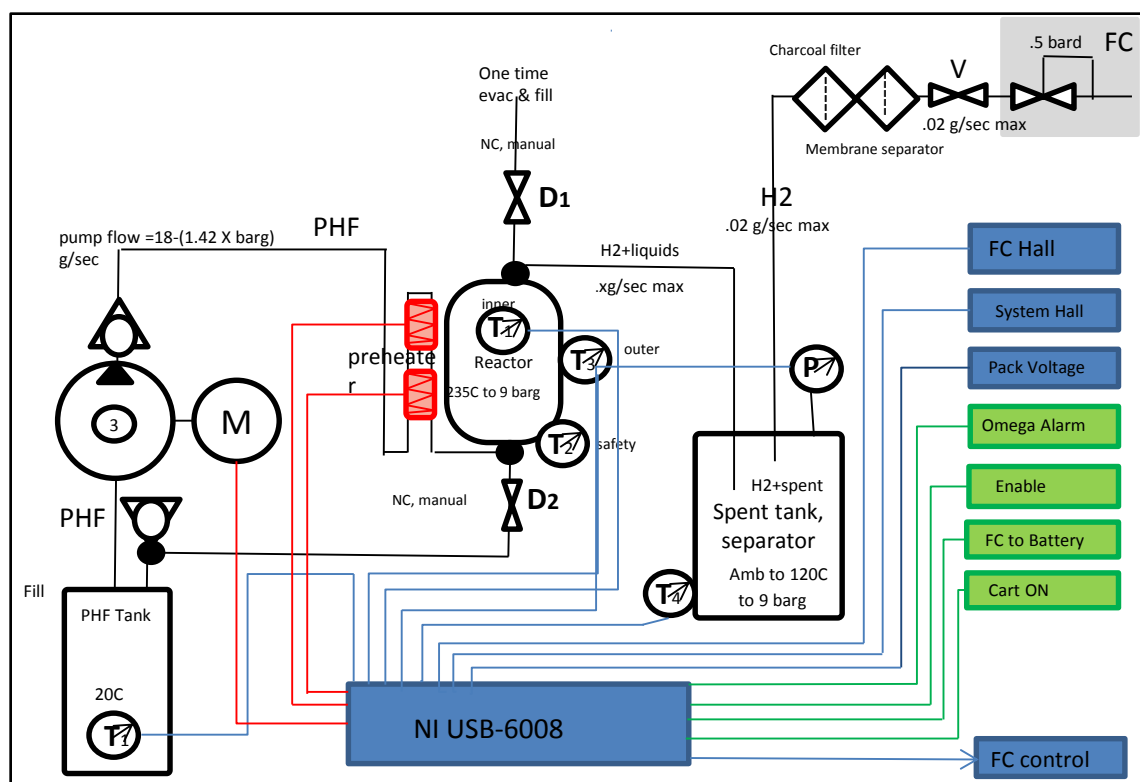 Charcoal filter
.5 bard
FC
One time
evac & fill
V
.02 g/sec max
NC, manual
Membrane separator
D1
H2
PHF
pump flow =18-(1.42 X barg)
g/sec
.02 g/sec max
H2+liquids
.xg/sec max
FC Hall
inner
T1
System Hall
preheate
r
Reactor
T3
outer
P
Pack Voltage
235C to 9 barg
3
M
Omega Alarm
T2
safety
H2+spent
Enable
NC, manual
D2
Spent tank,
separator
PHF
FC to Battery
Amb to 120C
to 9 barg
T4
Fill
Cart ON
PHF Tank
20C
T1
NI USB-6008
FC control